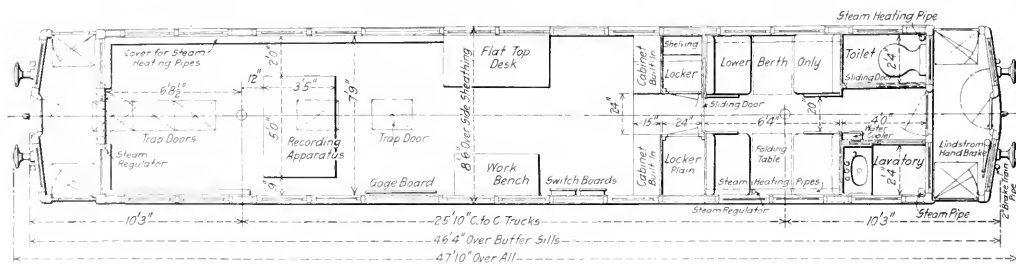 Steam Heating Pipe
Cover for Steam
Heating Pipes
2'0"
12"
3'5"
7'9"
6'8½"
5'0"
9"
Trap Doors
Recording
Apparatus
Trap Door
Steam
Regulator
Gage Board
8'6" Over Side Sheathing
Flat Top
Desk
Work
Bench
Switch Boards
Cabinet
Built In
Shelving
Locker
24"
15"
24"
Cabinet
Built In
Locker
Plain
Lower
Berth
Only
Sliding Door
6'4"
20"
Folding
Table
Steam Heating Pipes
Steam Regulator
Toilet
24"
Sliding Door
4'0"
Water
Cooler
Lavatory
24"
Lindstrom
Hand Brake
2" Brake Train
Pipe
Steam Pipe
10'3"
25'10" C. to C Trucks
10'3"
46'4" Over Buffer Sills
47'10" Over All